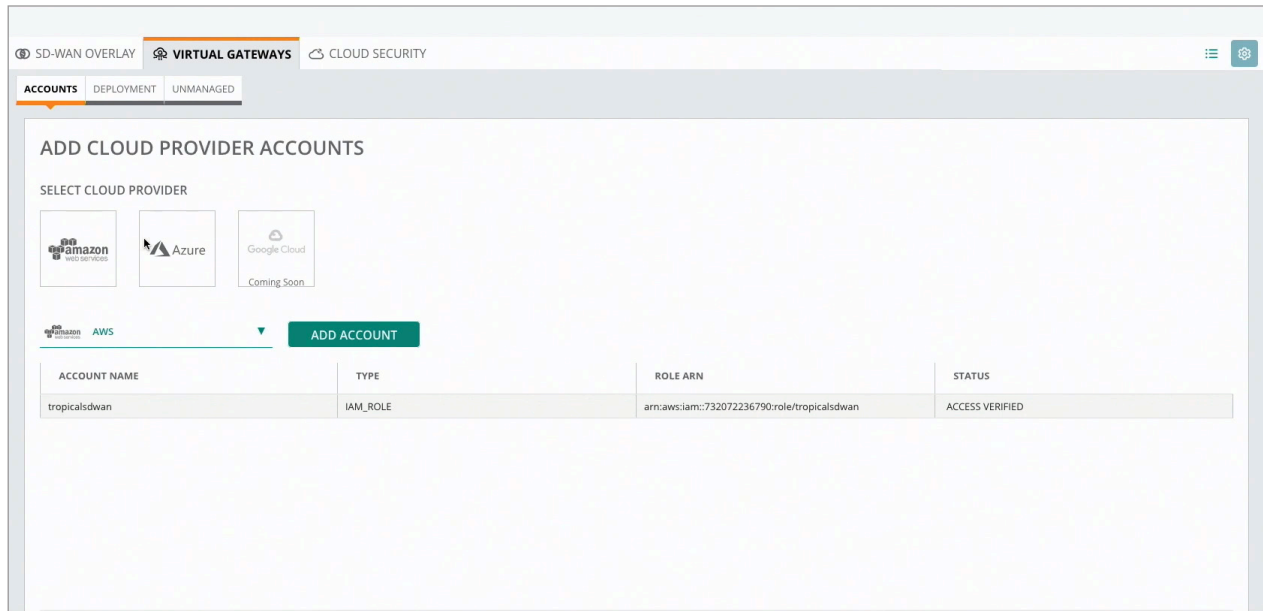 SD-WAN OVERLAY VIRTUAL GATEWAYS CLOUD SECURITY
ACCOUNTS DEPLOYMENT UNMANAGED
ADD CLOUD PROVIDER ACCOUNTS
SELECT CLOUD PROVIDER
amazon
web services
Azure
Google Cloud
Coming Soon
amazon
web services
AWS
ADD ACCOUNT
ACCOUNT NAME TYPE ROLE ARN STATUS
tropicalsdwan IAM_ROLE arn:aws:iam::732072236790:role/tropicalsdwan ACCESS VERIFIED